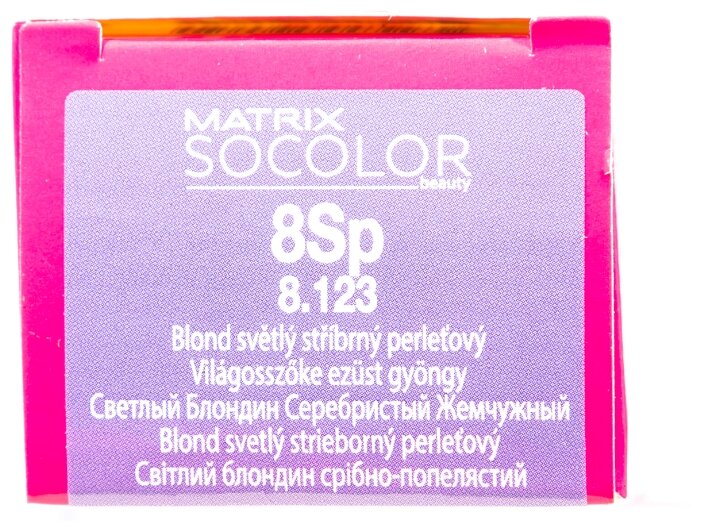 MATRIX
SOCOLOR
beauty
8Sp
8.123
Blond světlý stříbrný perleťový
Világosszőke ezüst gyöngy
Светлый Блондин Серебристый Жемчужный
Blond svetlý strieborný perleťový
Світлий блондин срібно-попелястий